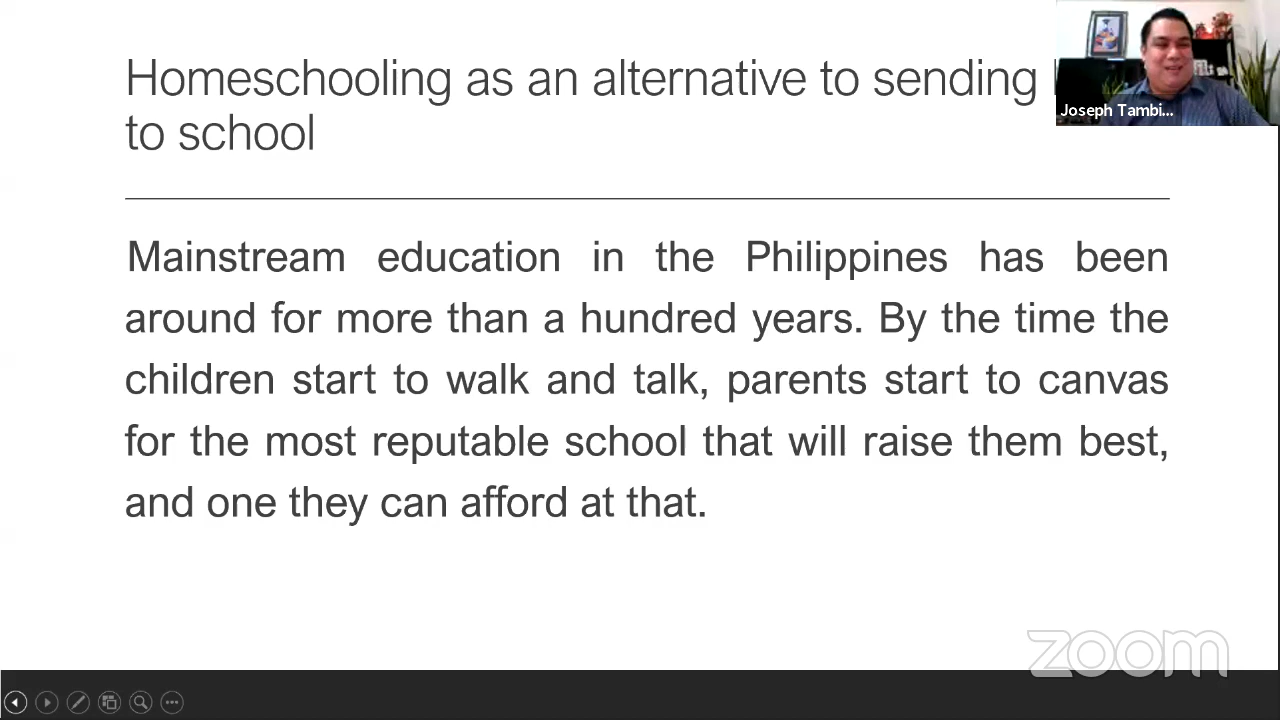 Homeschooling as an alternative to sending
to school
Joseph Tambi...
Mainstream education in the Philippines has been
around for more than a hundred years. By the time the
children start to walk and talk, parents start to canvas
for the most reputable school that will raise them best,
and one they can afford at that.
zoom